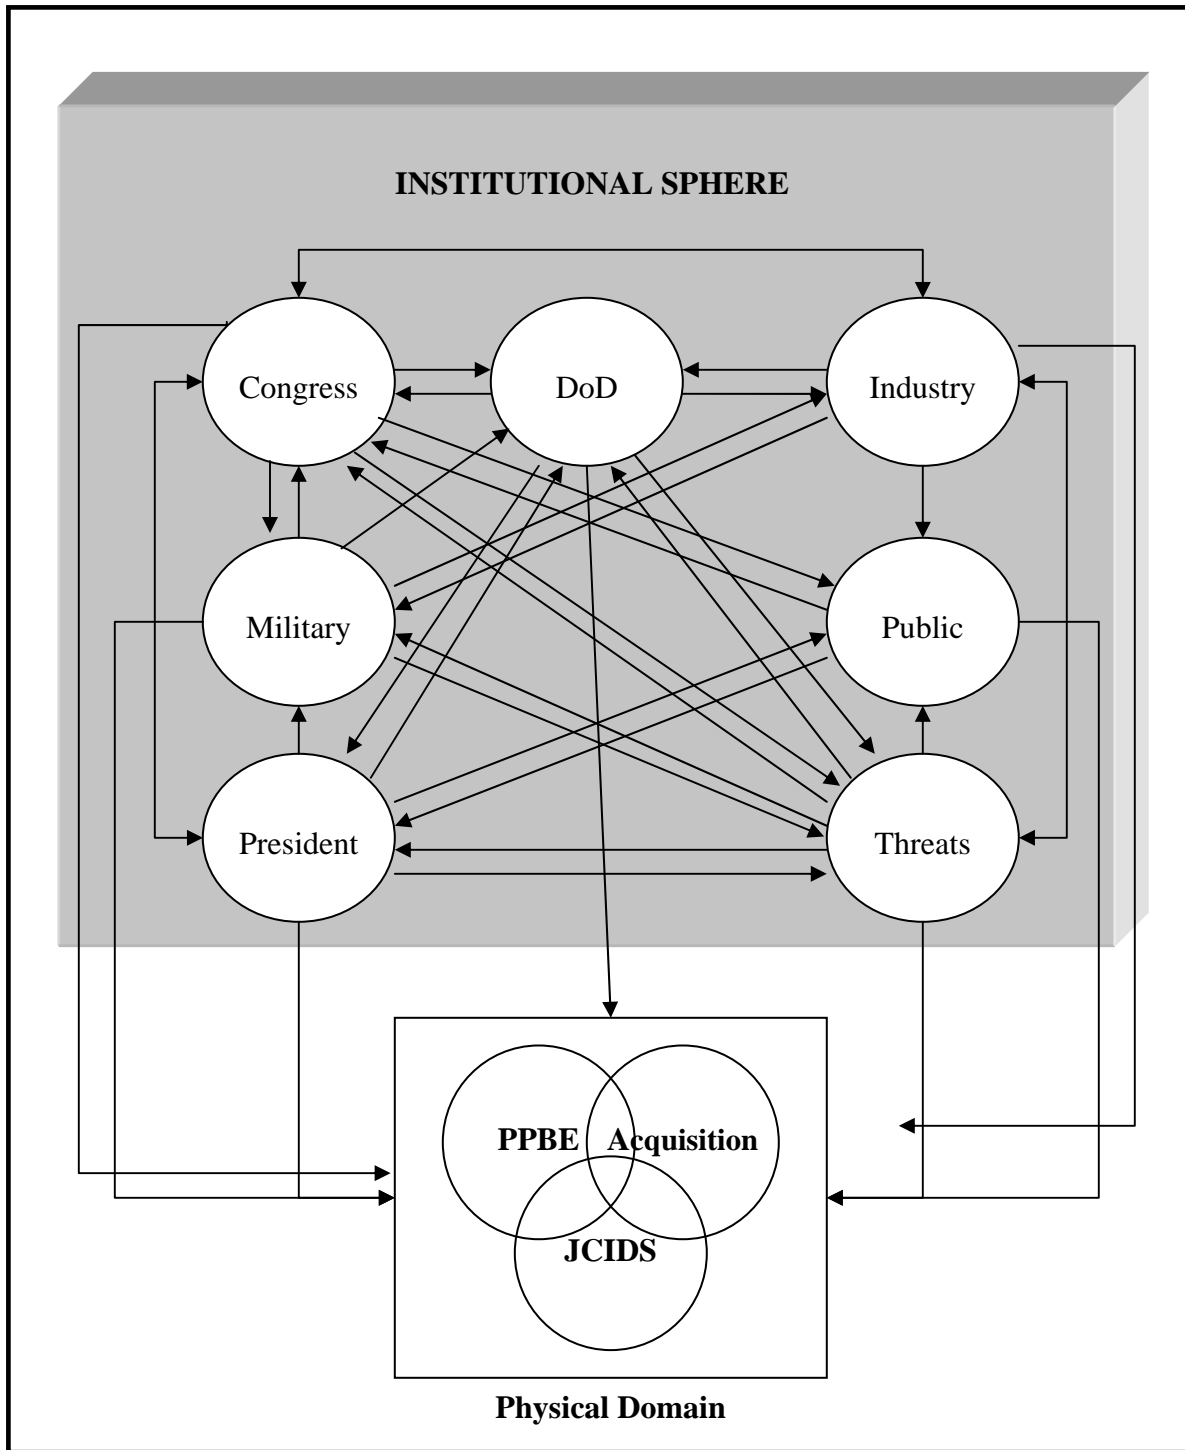 INSTITUTIONAL SPHERE
Congress
DoD
Industry
Military
Public
President
Threats
PPBE
Acquisition
JCIDS
Physical Domain